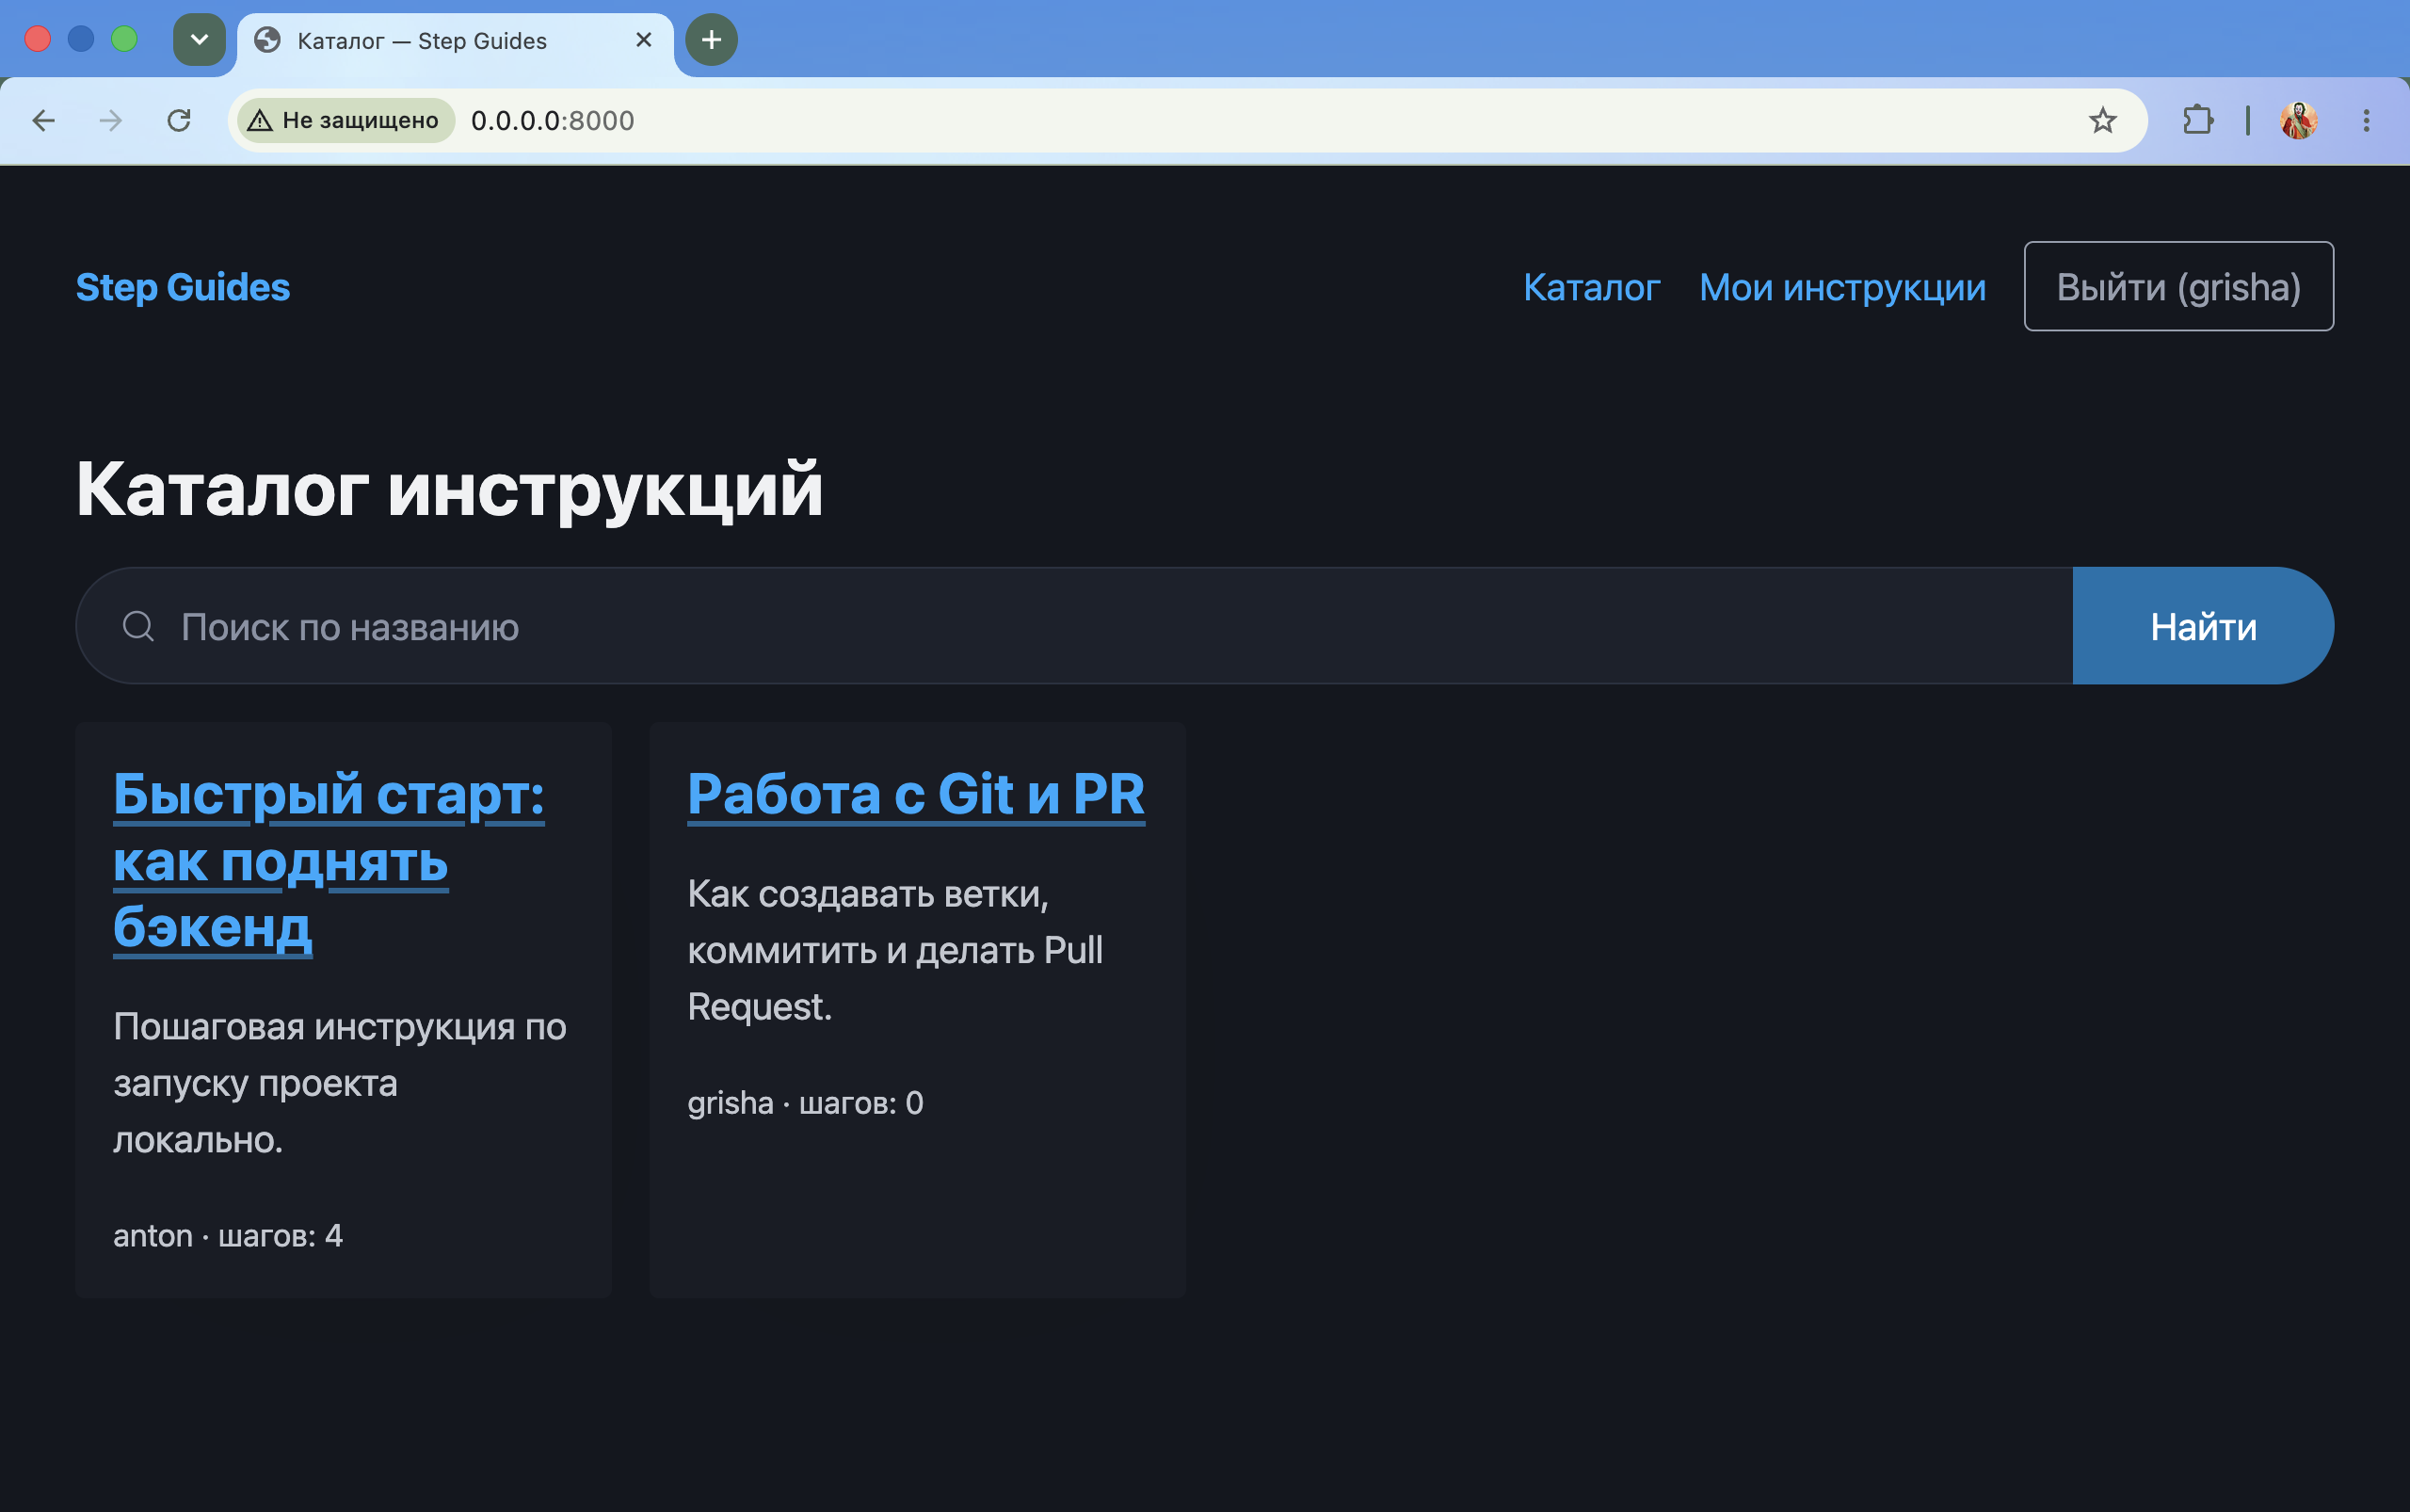 Каталог — Step Guides
Не защищено 0.0.0.0:8000
Step Guides
Каталог Мои инструкции Выйти (grisha)
Каталог инструкций
Поиск по названию Найти
Быстрый старт:
как поднять
бэкенд
Пошаговая инструкция по
запуску проекта
локально.
anton · шагов: 4
Работа с Git и PR
Как создавать ветки,
коммитить и делать Pull
Request.
grisha · шагов: 0